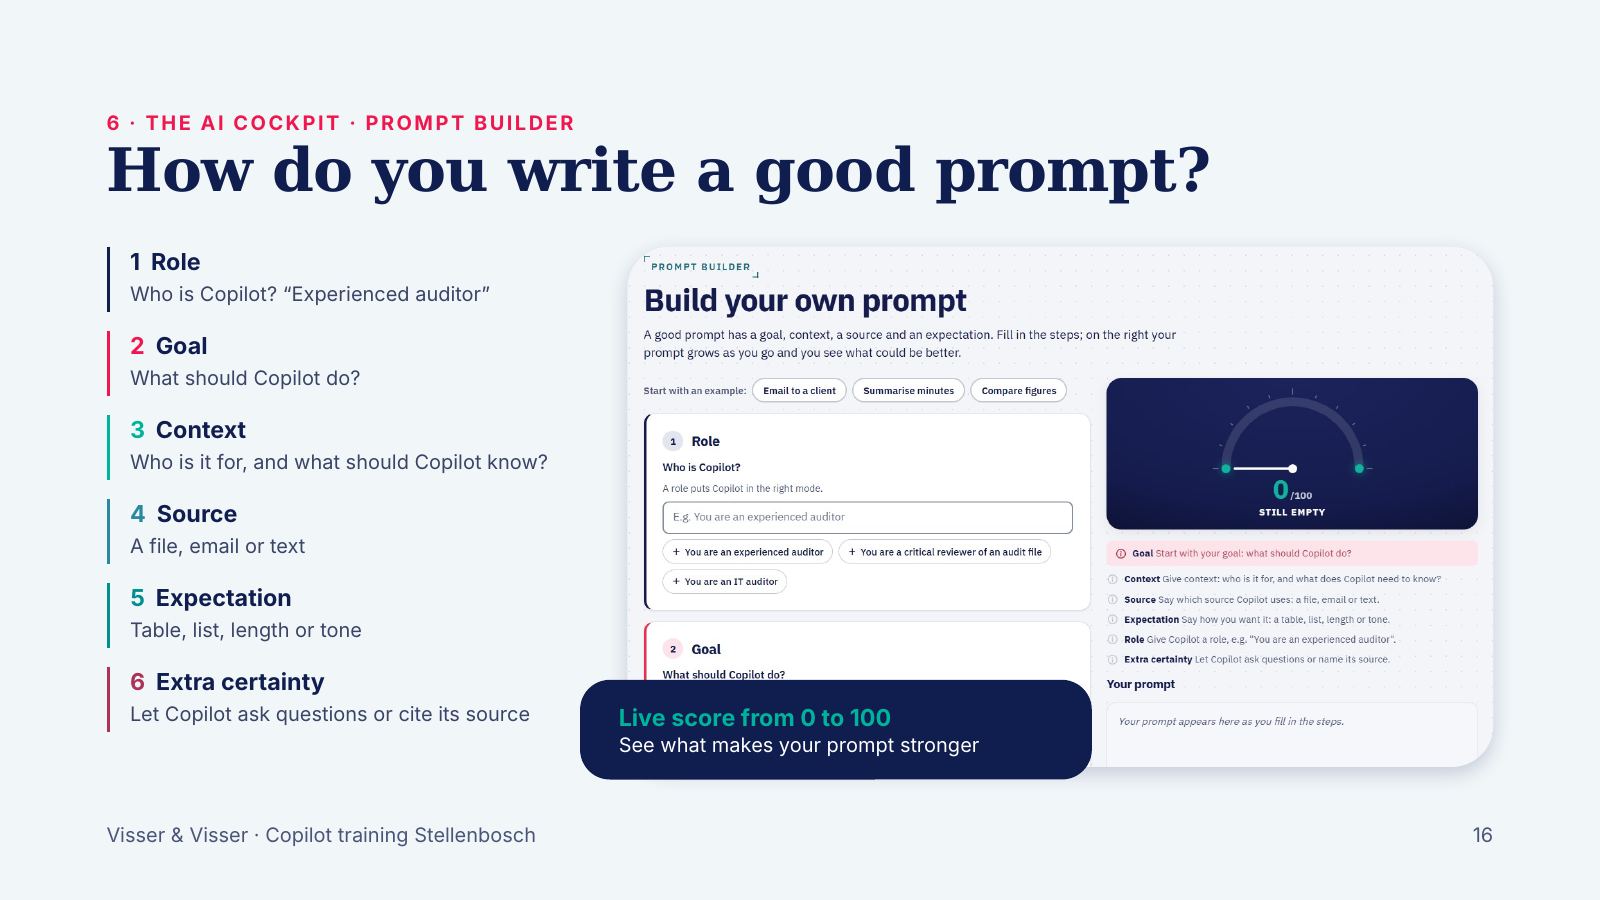 6 · THE AI COCKPIT · PROMPT BUILDER
How do you write a good prompt?
1 Role
Who is Copilot? “Experienced auditor”
2 Goal
What should Copilot do?
3 Context
Who is it for, and what should Copilot know?
4 Source
A file, email or text
5 Expectation
Table, list, length or tone
6 Extra certainty
Let Copilot ask questions or cite its source
PROMPT BUILDER
Build your own prompt
A good prompt has a goal, context, a source and an expectation. Fill in the steps; on the right your
prompt grows as you go and you see what could be better.
Start with an example: Email to a client Summarise minutes Compare figures
1 Role
Who is Copilot?
A role puts Copilot in the right mode.
E.g. You are an experienced auditor
+ You are an experienced auditor + You are a critical reviewer of an audit file
+ You are an IT auditor
2 Goal
What should Copilot do?
0/100
STILL EMPTY
Goal Start with your goal: what should Copilot do?
Context Give context: who is it for, and what does Copilot need to know?
Source Say which source Copilot uses: a file, email or text.
Expectation Say how you want it: a table, list, length or tone.
Role Give Copilot a role, e.g. "You are an experienced auditor".
Extra certainty Let Copilot ask questions or name its source.
Your prompt
Your prompt appears here as you fill in the steps.
Live score from 0 to 100
See what makes your prompt stronger
Visser & Visser · Copilot training Stellenbosch
16